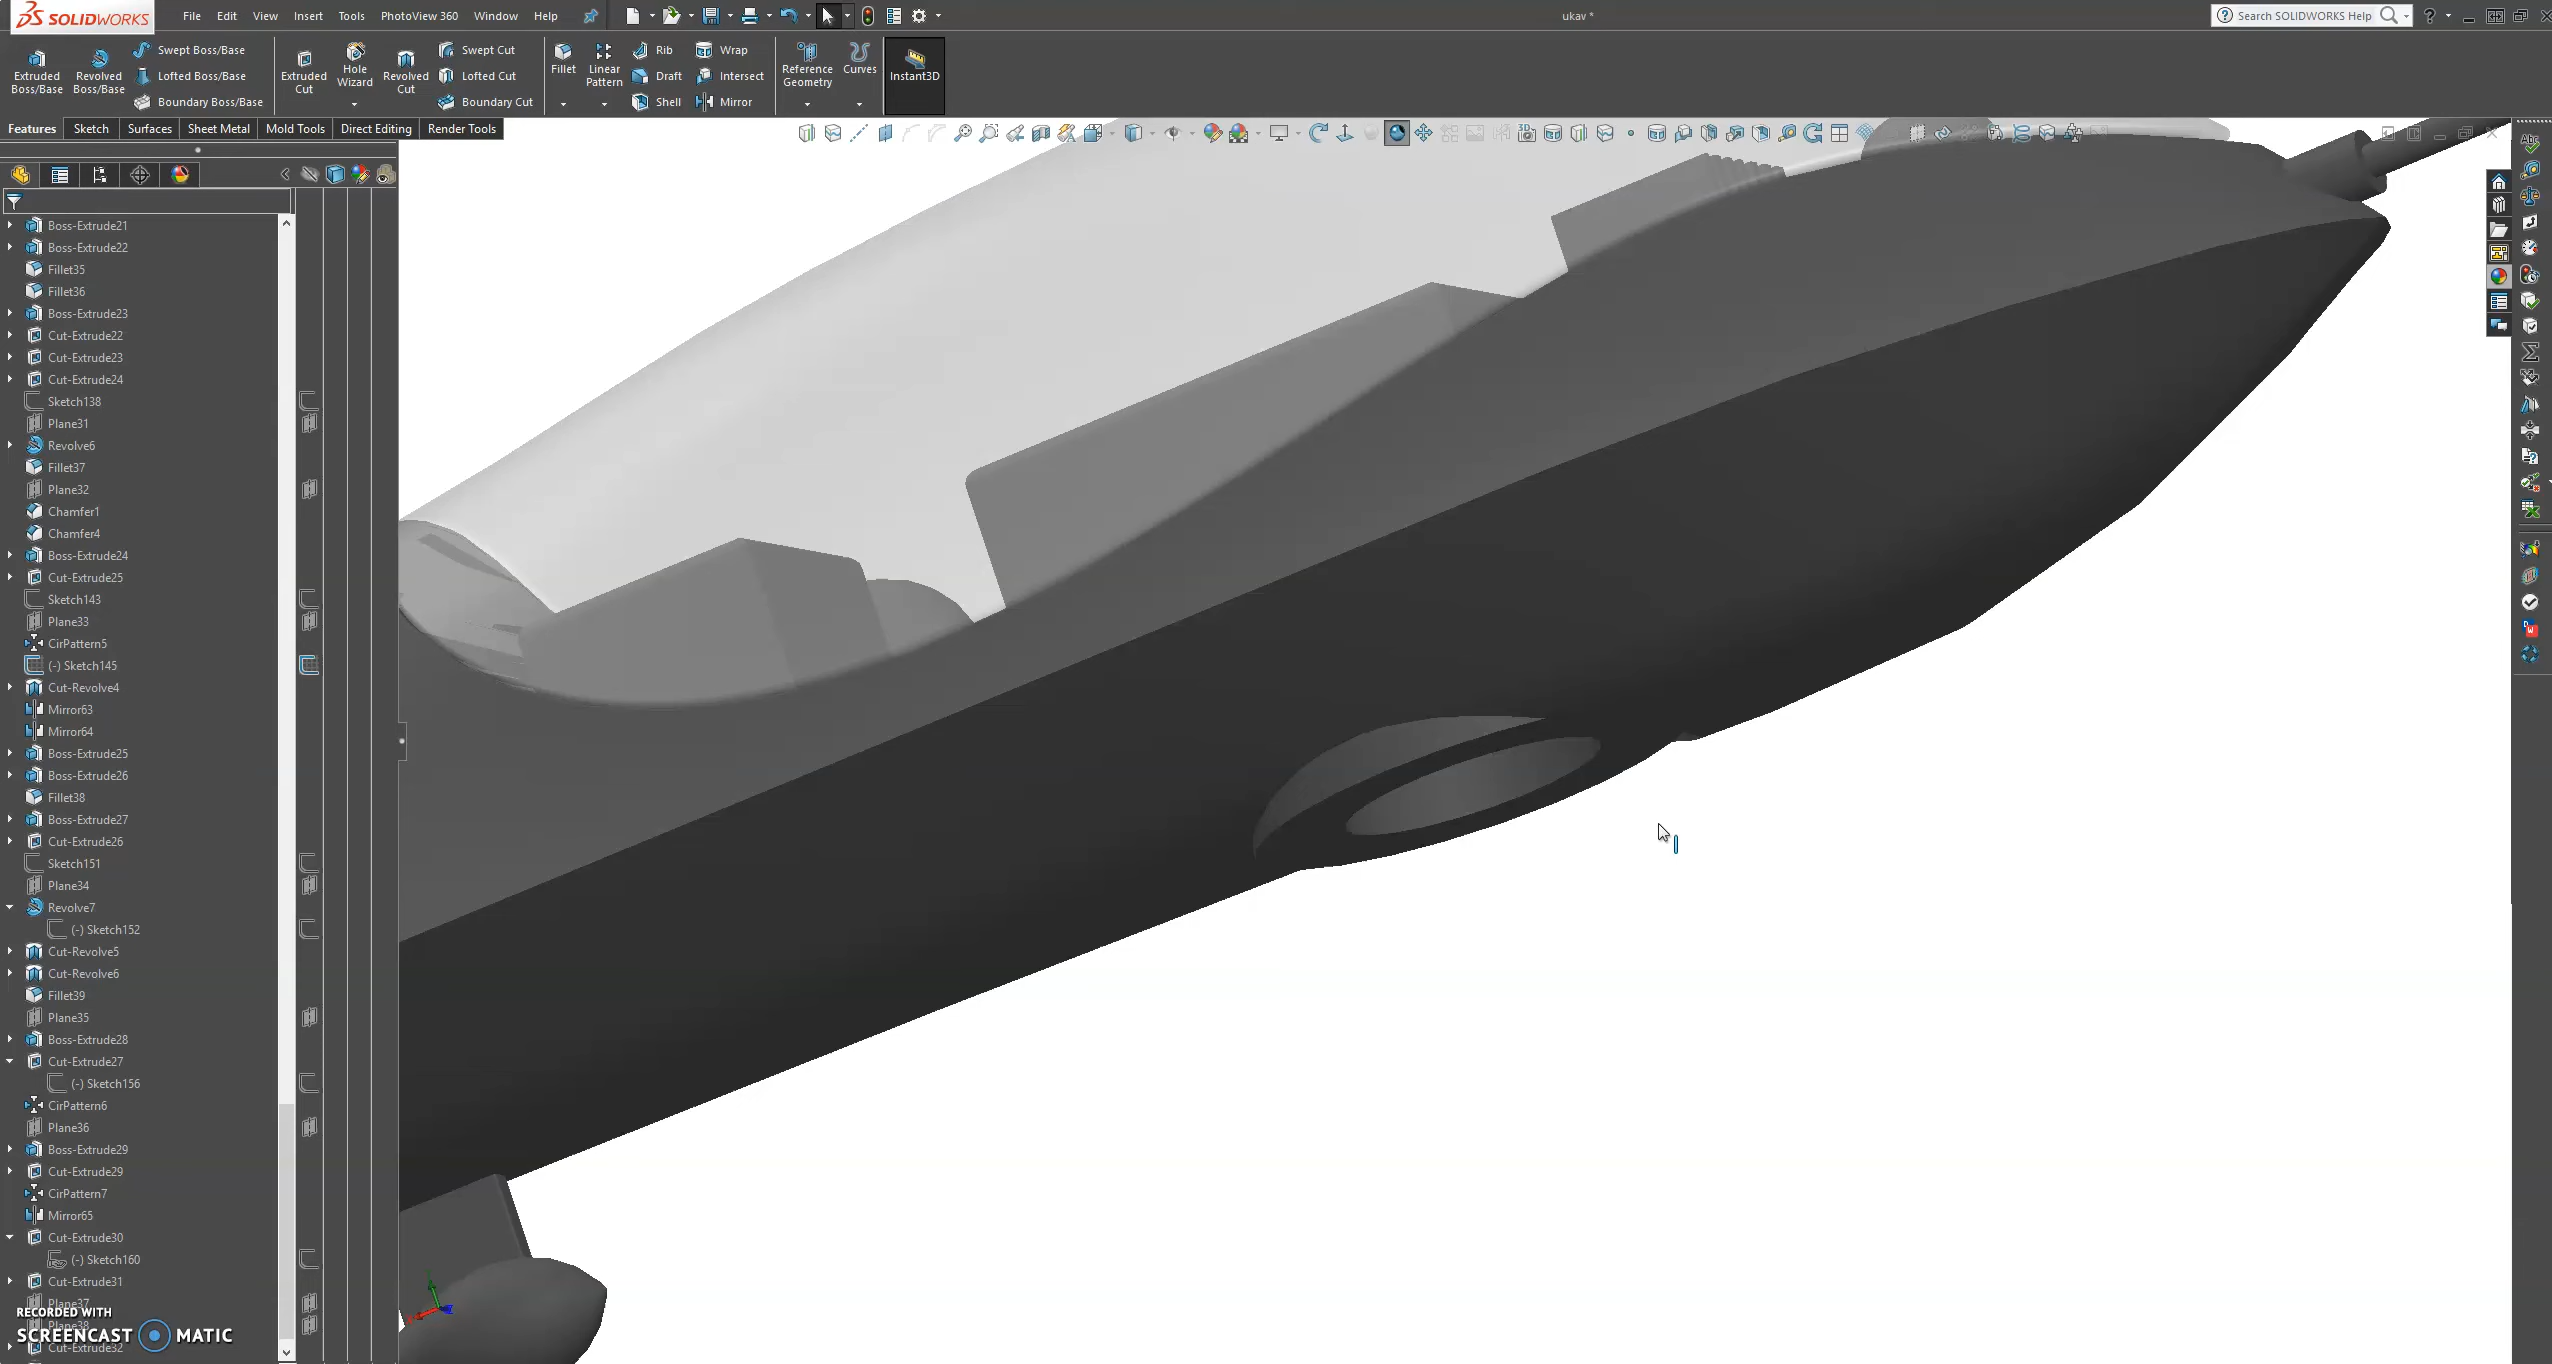 SOLIDWORKS File Edit View Insert Tools PhotoView 360 Window Help ukav * Search SOLIDWORKS Help
Extruded Boss/Base
Revolved Boss/Base
Swept Boss/Base
Lofted Boss/Base
Boundary Boss/Base
Extruded Cut
Hole Wizard
Revolved Cut
Swept Cut
Lofted Cut
Boundary Cut
Fillet
Linear Pattern
Rib
Draft
Shell
Wrap
Intersect
Mirror
Reference Geometry
Curves
Instant3D
Features Sketch Surfaces Sheet Metal Mold Tools Direct Editing Render Tools
Boss-Extrude21
Boss-Extrude22
Fillet35
Fillet36
Boss-Extrude23
Cut-Extrude22
Cut-Extrude23
Cut-Extrude24
Sketch138
Plane31
Revolve6
Fillet37
Plane32
Chamfer1
Chamfer4
Boss-Extrude24
Cut-Extrude25
Sketch143
Plane33
CirPattern5
(-) Sketch145
Cut-Revolve4
Mirror63
Mirror64
Boss-Extrude25
Boss-Extrude26
Fillet38
Boss-Extrude27
Cut-Extrude26
Sketch151
Plane34
Revolve7
(-) Sketch152
Cut-Revolve5
Cut-Revolve6
Fillet39
Plane35
Boss-Extrude28
Cut-Extrude27
(-) Sketch156
CirPattern6
Plane36
Boss-Extrude29
Cut-Extrude29
CirPattern7
Mirror65
Cut-Extrude30
(-) Sketch160
Cut-Extrude31
Plane37
RECORDED WITH
Plane38
SCREENCAST MATIC
Cut-Extrude32